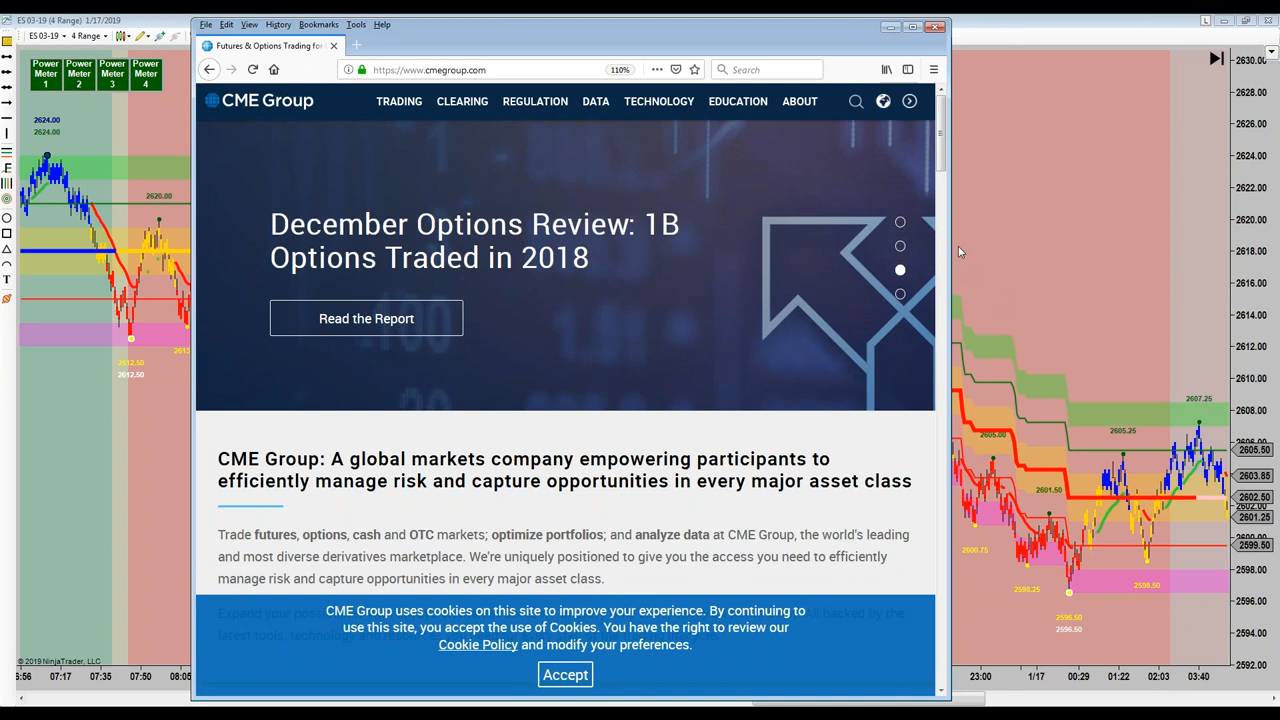 ES 03-19 (4 Range) 1/17/2019
ES 03-19 4 Range
Power Meter 1
Power Meter 2
Power Meter 3
Power Meter 4
2624.00
2624.00
2620.00
2612.50
2612.50
© 2019 NinjaTrader, LLC
07:17 07:35 07:50 08:05
File Edit View History Bookmarks Tools Help
Futures & Options Trading for
https://www.cmegroup.com 110% Search
CME Group TRADING CLEARING REGULATION DATA TECHNOLOGY EDUCATION ABOUT
December Options Review: 1B
Options Traded in 2018
Read the Report
CME Group: A global markets company empowering participants to
efficiently manage risk and capture opportunities in every major asset class
Trade futures, options, cash and OTC markets; optimize portfolios; and analyze data at CME Group, the world's leading
and most diverse derivatives marketplace. We're uniquely positioned to give you the access you need to efficiently
manage risk and capture opportunities in every major asset class.
CME Group uses cookies on this site to improve your experience. By continuing to
use this site, you accept the use of Cookies. You have the right to review our
Cookie Policy and modify your preferences.
Accept
L
2630.00
2628.00
2626.00
2624.00
2622.00
2620.00
2618.00
2616.00
2614.00
2612.00
2610.00
2608.00
2605.50
2603.85
2602.50
2601.25
2599.50
2598.00
2596.00
2594.00
2592.00
2607.25
2605.25
2605.00
2601.50
2600.75
2598.25
2598.50
2596.50
23:00 1/17 00:29 01:22 02:03 03:40